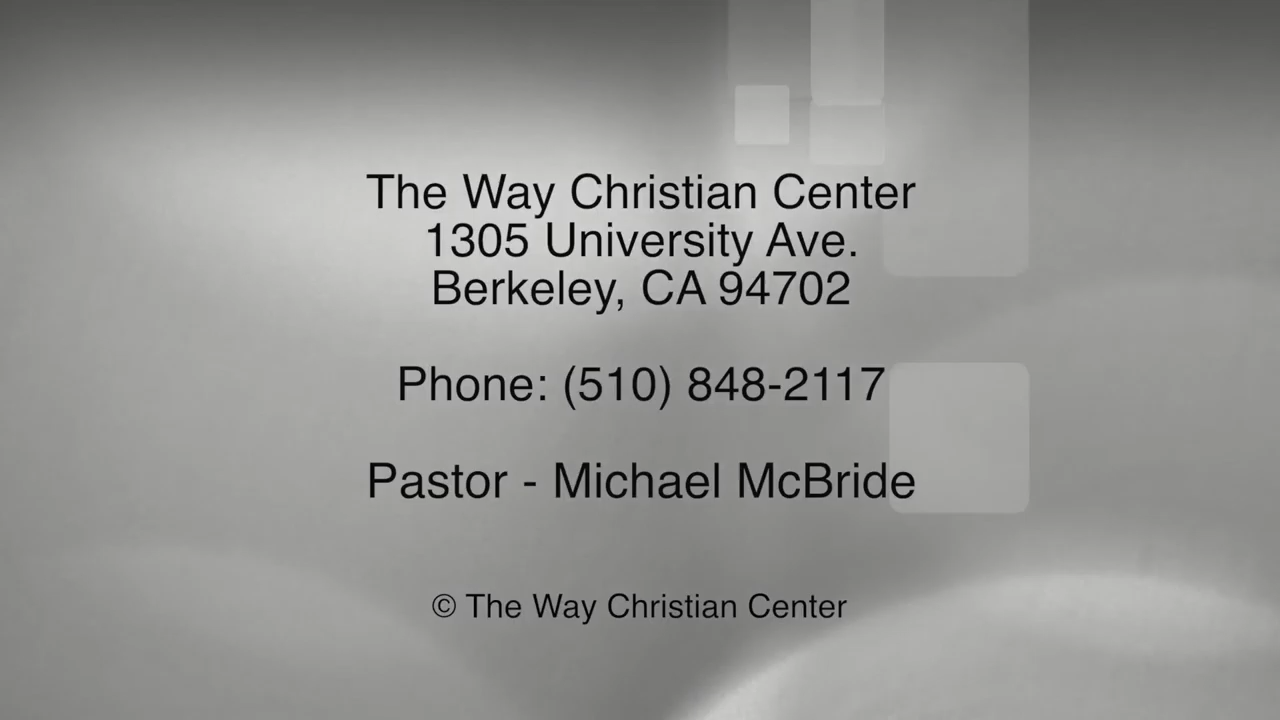 The Way Christian Center
1305 University Ave.
Berkeley, CA 94702
Phone: (510) 848-2117
Pastor - Michael McBride
© The Way Christian Center